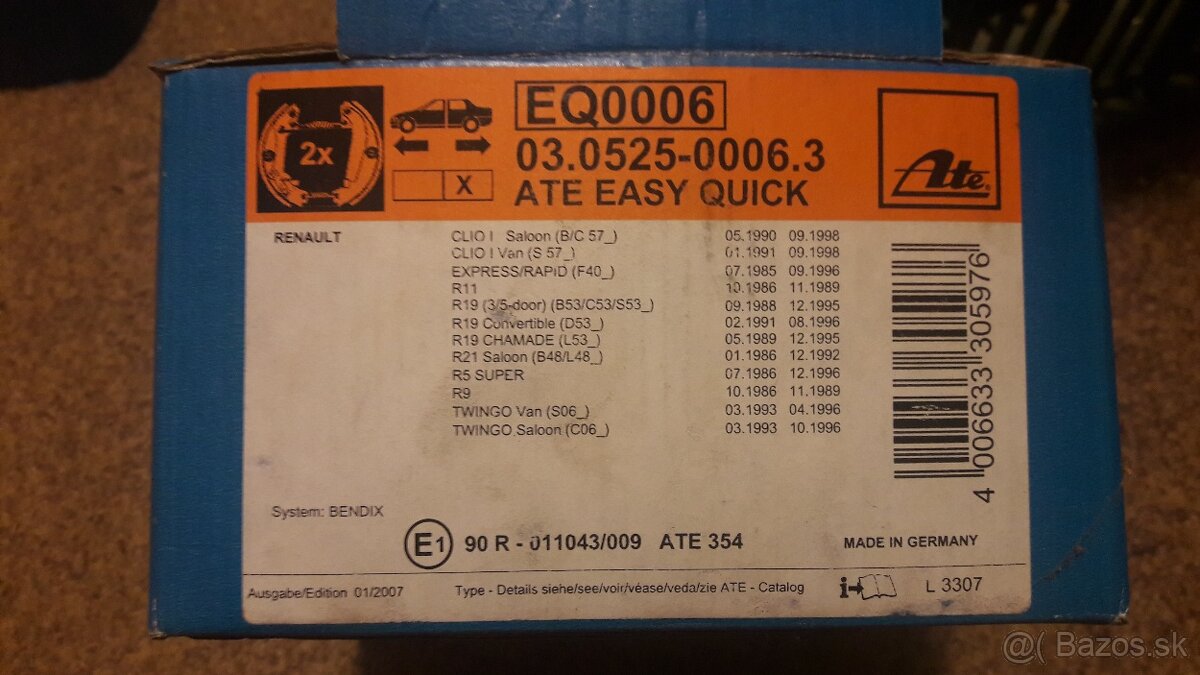 2x
X
EQ0006
03.0525-0006.3
ATE EASY QUICK
Ate®
RENAULT
CLIO I Saloon (B/C 57_) 05.1990 09.1998
CLIO I Van (S 57_) 01.1991 09.1998
EXPRESS/RAPID (F40_) 07.1985 09.1996
R11 10.1986 11.1989
R19 (3/5-door) (B53/C53/S53_) 09.1988 12.1995
R19 Convertible (D53_) 02.1991 08.1996
R19 CHAMADE (L53_) 05.1989 12.1995
R21 Saloon (B48/L48_) 01.1986 12.1992
R5 SUPER 07.1986 12.1996
R9 10.1986 11.1989
TWINGO Van (S06_) 03.1993 04.1996
TWINGO Saloon (C06_) 03.1993 10.1996
4 006633 305976
System: BENDIX
E1 90 R - 011043/009 ATE 354
MADE IN GERMANY
Ausgabe/Edition 01/2007
Type - Details siehe/see/voir/véase/veda/zie ATE - Catalog
i
L 3307
@( Bazos.sk